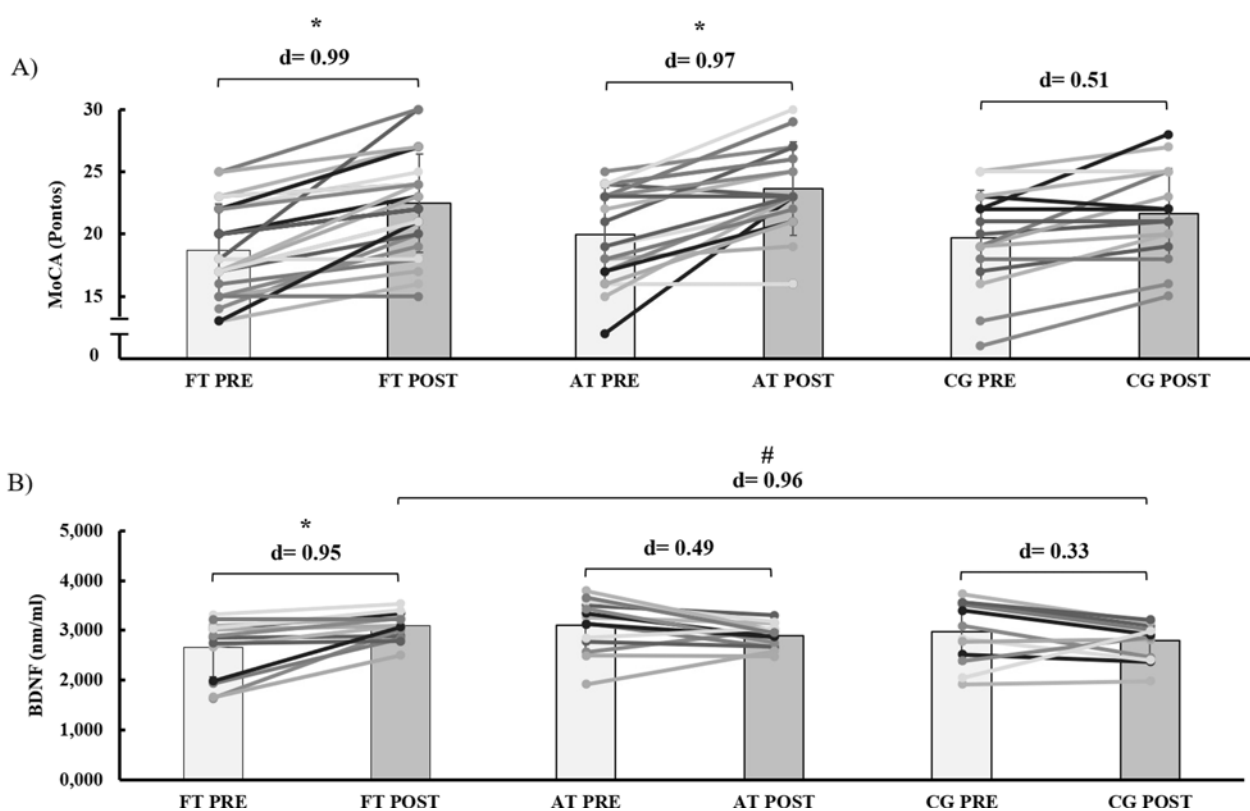 * *
d= 0.99 d= 0.97 d= 0.51
A)
MoCA (Pontos)
30
25
20
15
0
FT PRE FT POST AT PRE AT POST CG PRE CG POST
#
d= 0.96
B)
*
d= 0.95 d= 0.49 d= 0.33
BDNF (nm/ml)
5,000
4,000
3,000
2,000
1,000
0,000
FT PRE FT POST AT PRE AT POST CG PRE CG POST